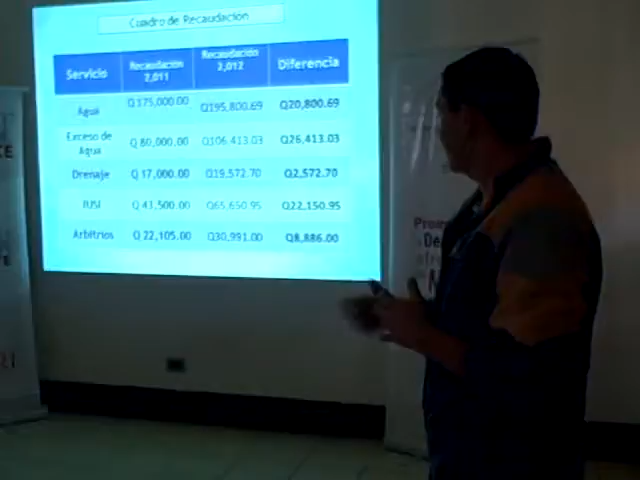 Cuadro de Recaudación
Servicio Recaudación 2,011 Recaudación 2,012 Diferencia
Agua Q175,000.00 Q195,800.69 Q20,800.69
Exceso de Agua Q 80,000.00 Q106,413.03 Q26,413.03
Drenaje Q 17,000.00 Q19,572.70 Q2,572.70
IUSI Q 43,500.00 Q65,650.95 Q22,150.95
Arbitrios Q 22,105.00 Q30,991.00 Q8,886.00